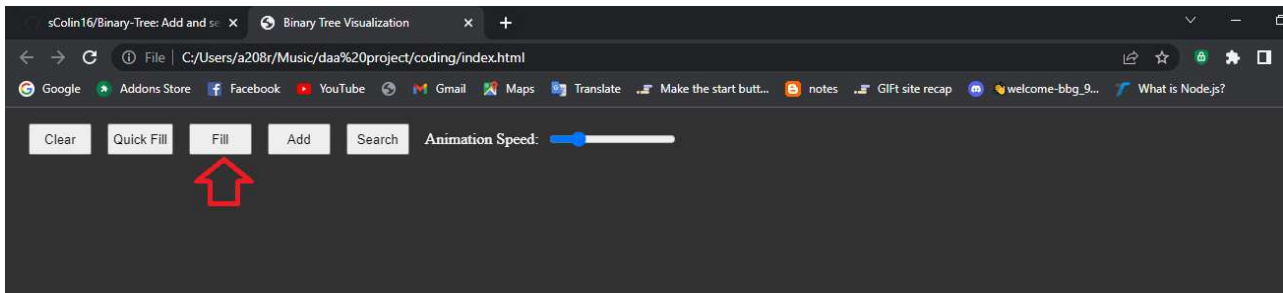 sColin16/Binary-Tree: Add and se Binary Tree Visualization
File C:/Users/a208r/Music/daa%20project/coding/index.html
Google Addons Store Facebook YouTube Gmail Maps Translate Make the start butt... notes GIFt site recap welcome-bbg_9... What is Node.js?
Clear Quick Fill Fill Add Search Animation Speed: